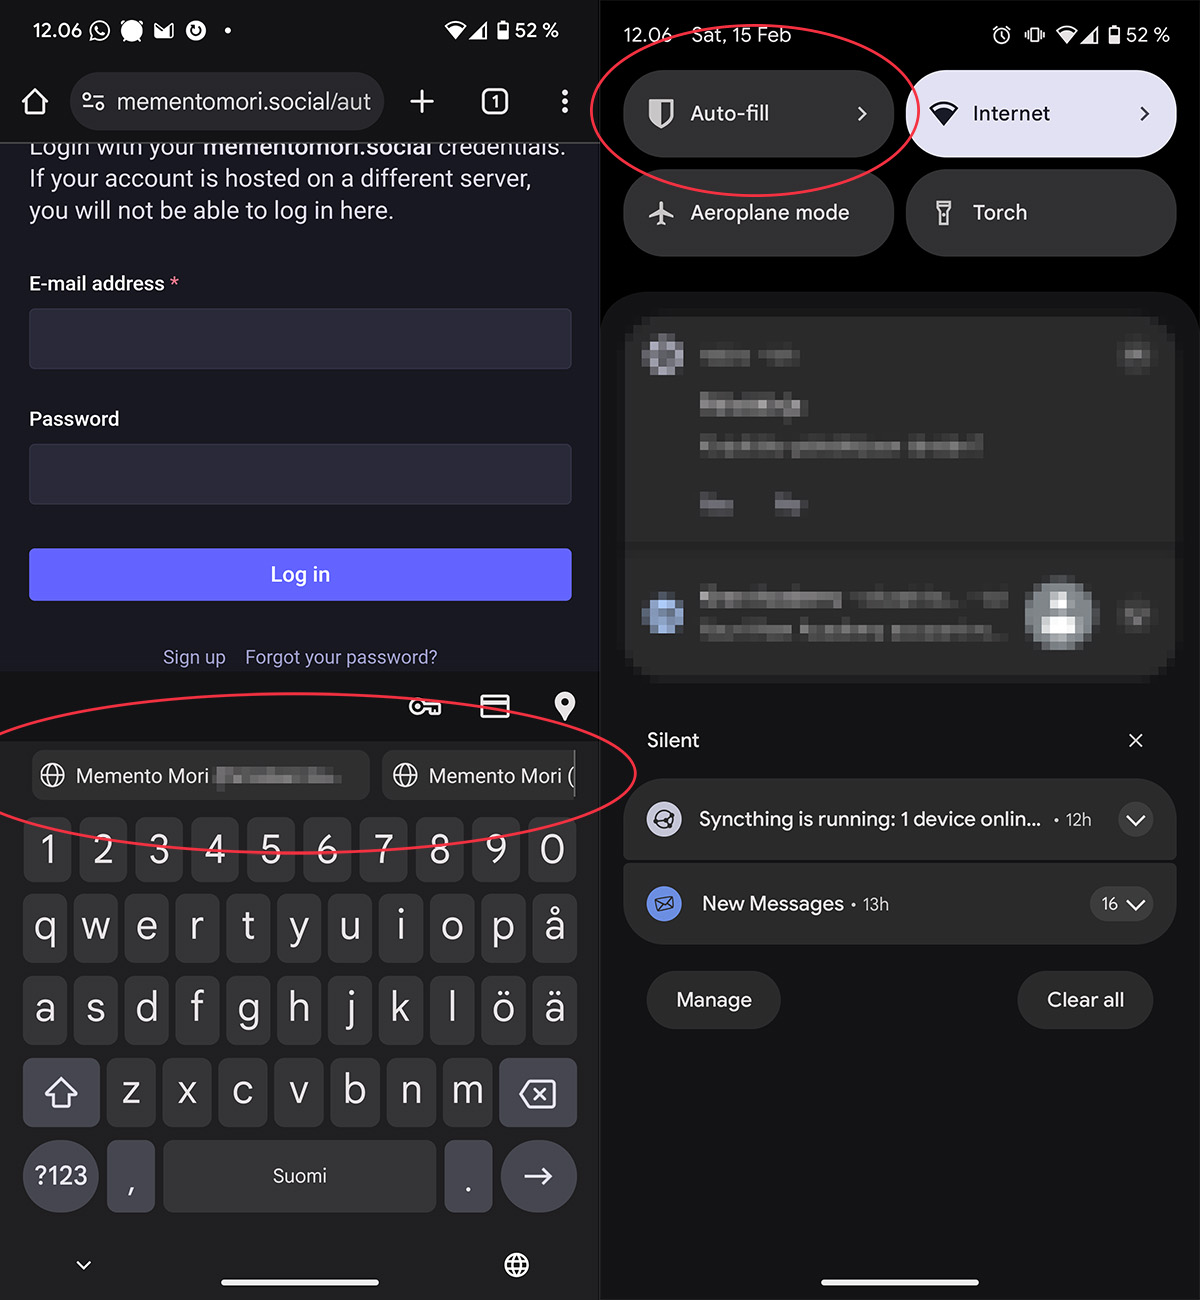 12.06
52 %
mementomori.social/aut
1
Login with your mementomori.social credentials.
If your account is hosted on a different server,
you will not be able to log in here.
E-mail address *
Password
Log in
Sign up Forgot your password?
Memento Mori
Memento Mori (
1 2 3 4 5 6 7 8 9 0
q w e r t y u i o p å
a s d f g h j k l ö ä
z x c v b n m
?123 , Suomi .
12.06 Sat, 15 Feb
52 %
Auto-fill
Internet
Aeroplane mode
Torch
Silent
Syncthing is running: 1 device onlin... • 12h
New Messages • 13h
16
Manage
Clear all